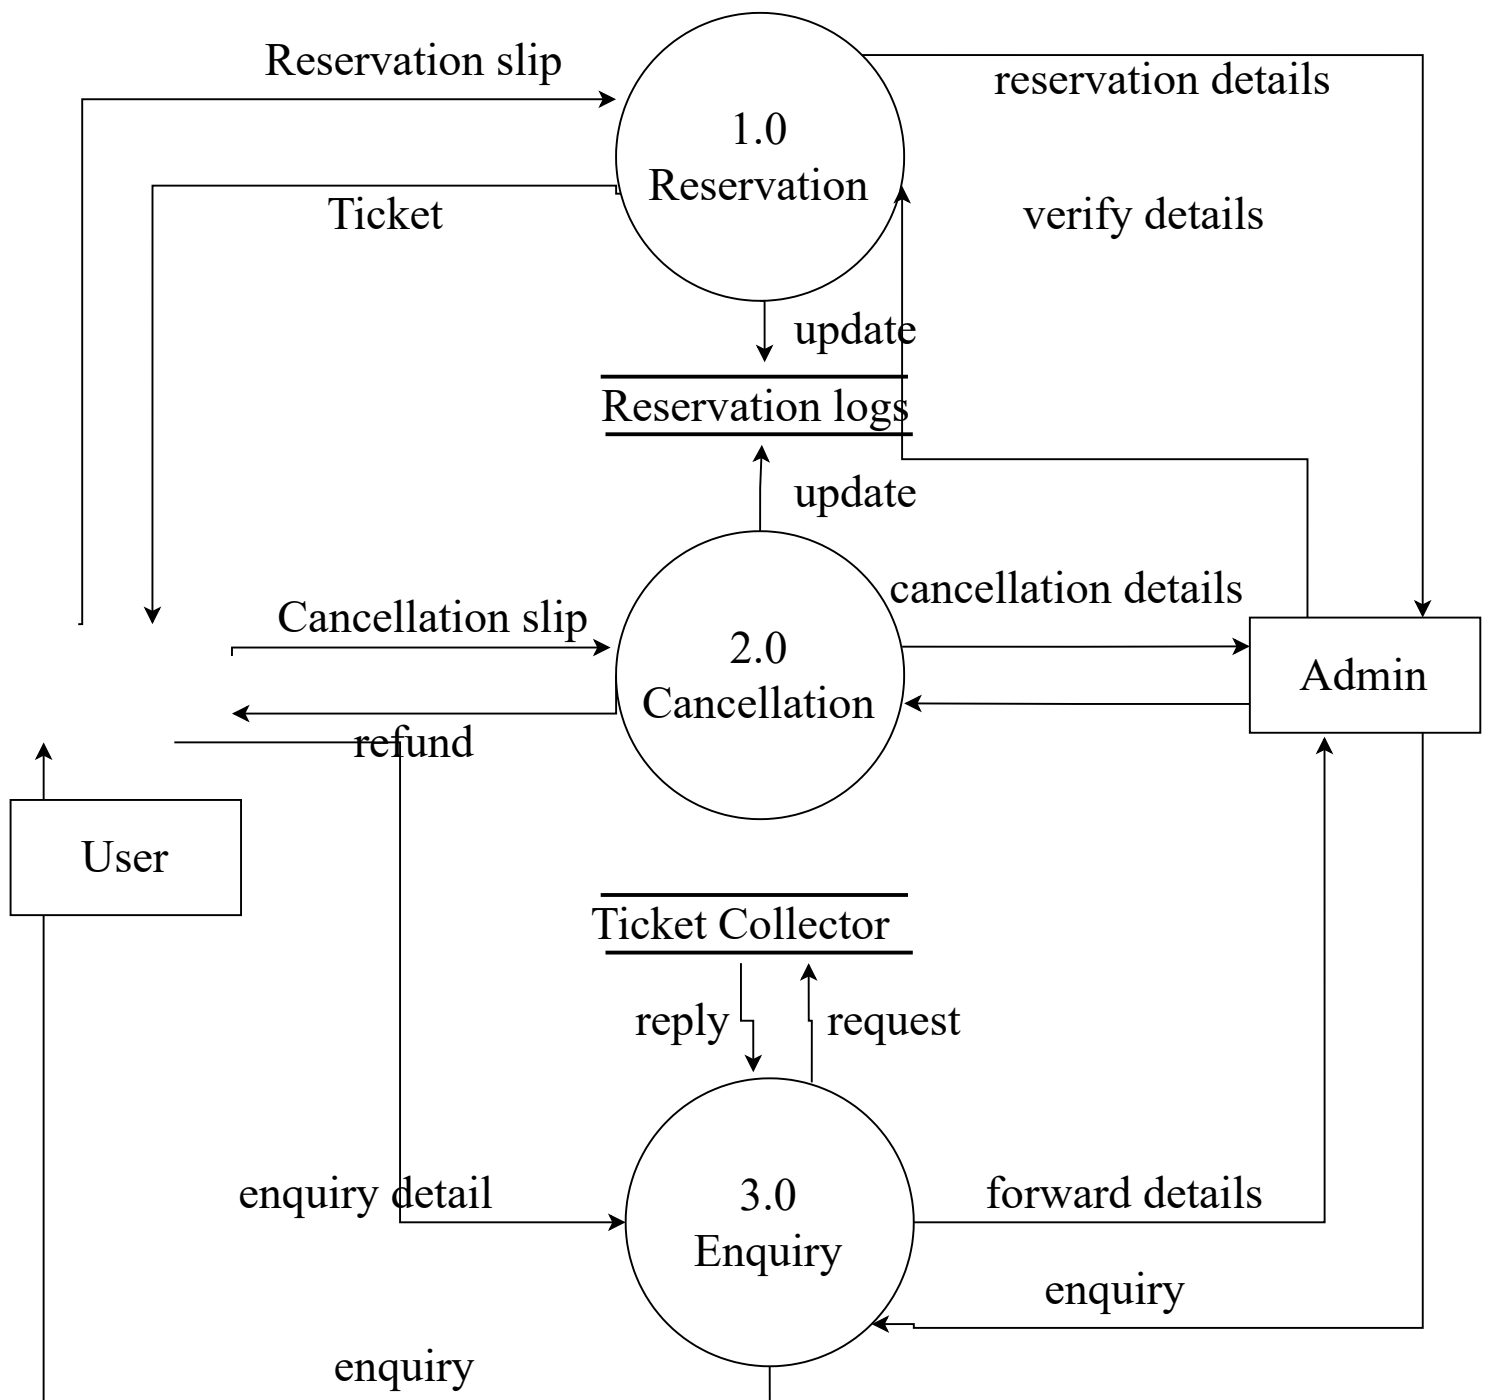 Reservation slip
reservation details
1.0
Reservation
Ticket
verify details
update
Reservation logs
update
cancellation details
Cancellation slip
2.0
Cancellation
Admin
refund
User
Ticket Collector
reply
request
enquiry detail
3.0
Enquiry
forward details
enquiry
enquiry